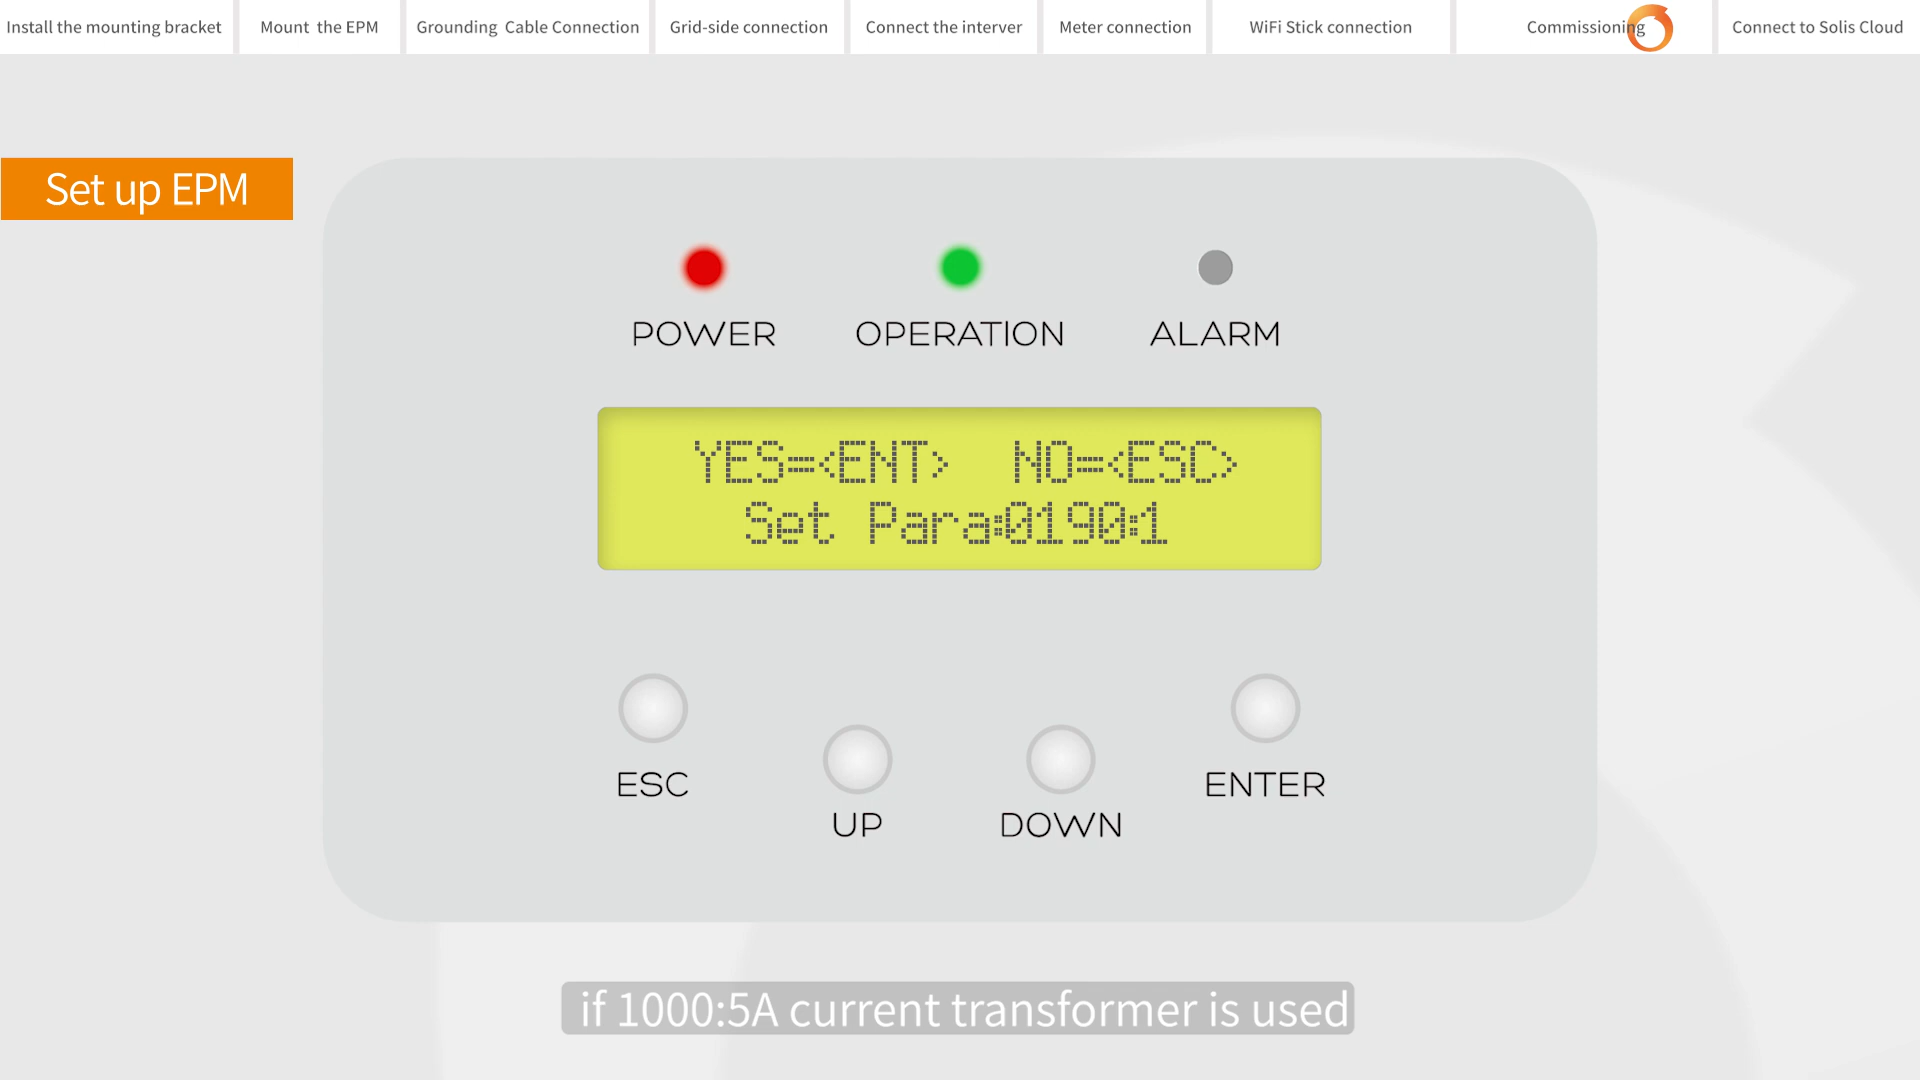 Install the mounting bracket
Mount the EPM
Grounding Cable Connection
Grid-side connection
Connect the interver
Meter connection
WiFi Stick connection
Commissioning
Connect to Solis Cloud
Set up EPM
POWER
OPERATION
ALARM
YES=<ENT> NO=<ESC>
Set Para:0190:1
ESC
UP
DOWN
ENTER
if 1000:5A current transformer is used